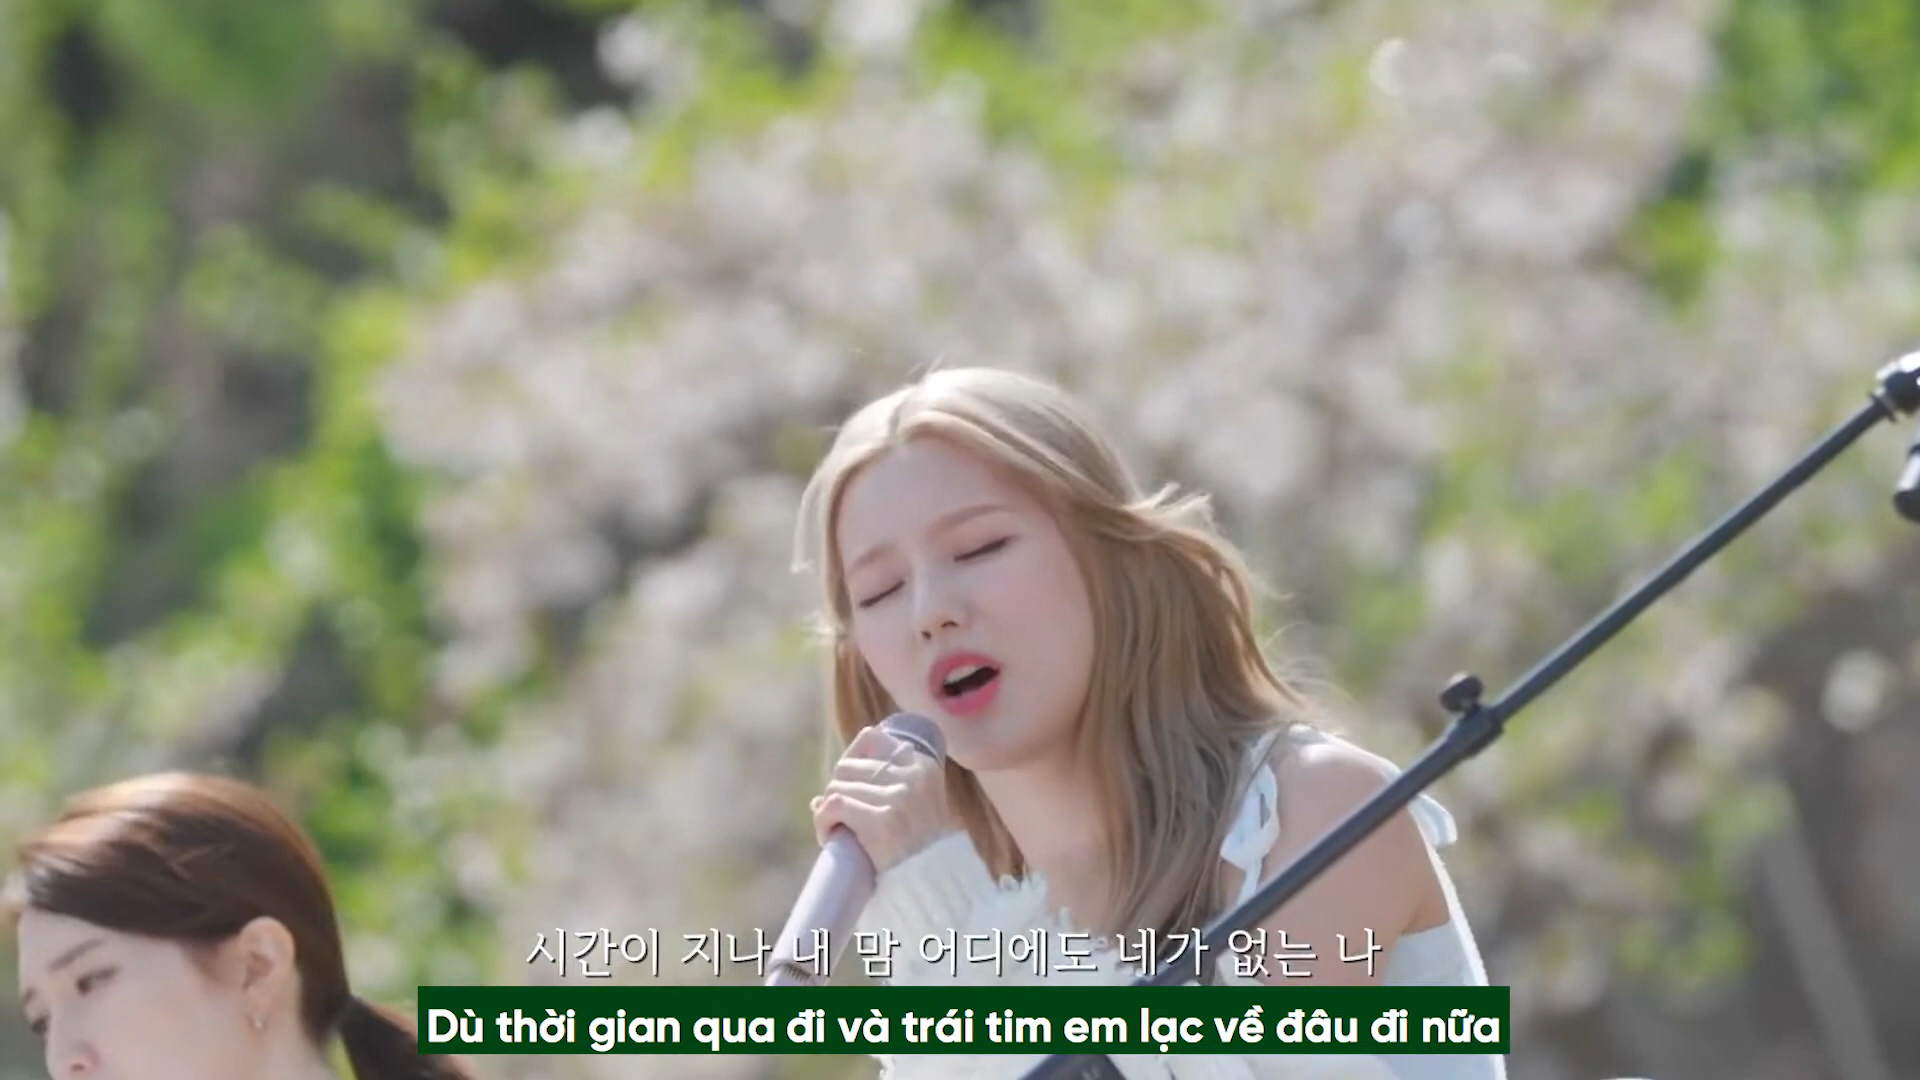 시간이 지나 내 맘 어디에도 네가 없는 나
Dù thời gian qua đi và trái tim em lạc về đâu đi nữa